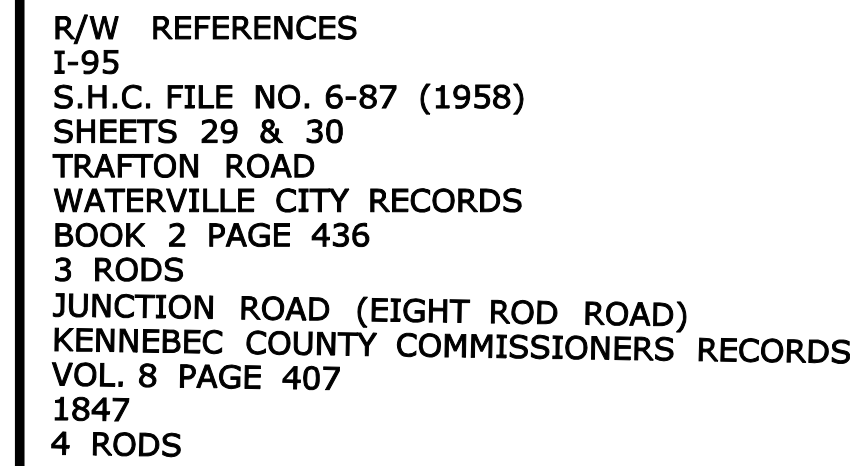 R/W REFERENCES
I-95
S.H.C. FILE NO. 6-87 (1958)
SHEETS 29 & 30
TRAFTON ROAD
WATERVILLE CITY RECORDS
BOOK 2 PAGE 436
3 RODS
JUNCTION ROAD (EIGHT ROD ROAD)
KENNEBEC COUNTY COMMISSIONERS RECORDS
VOL. 8 PAGE 407
1847
4 RODS